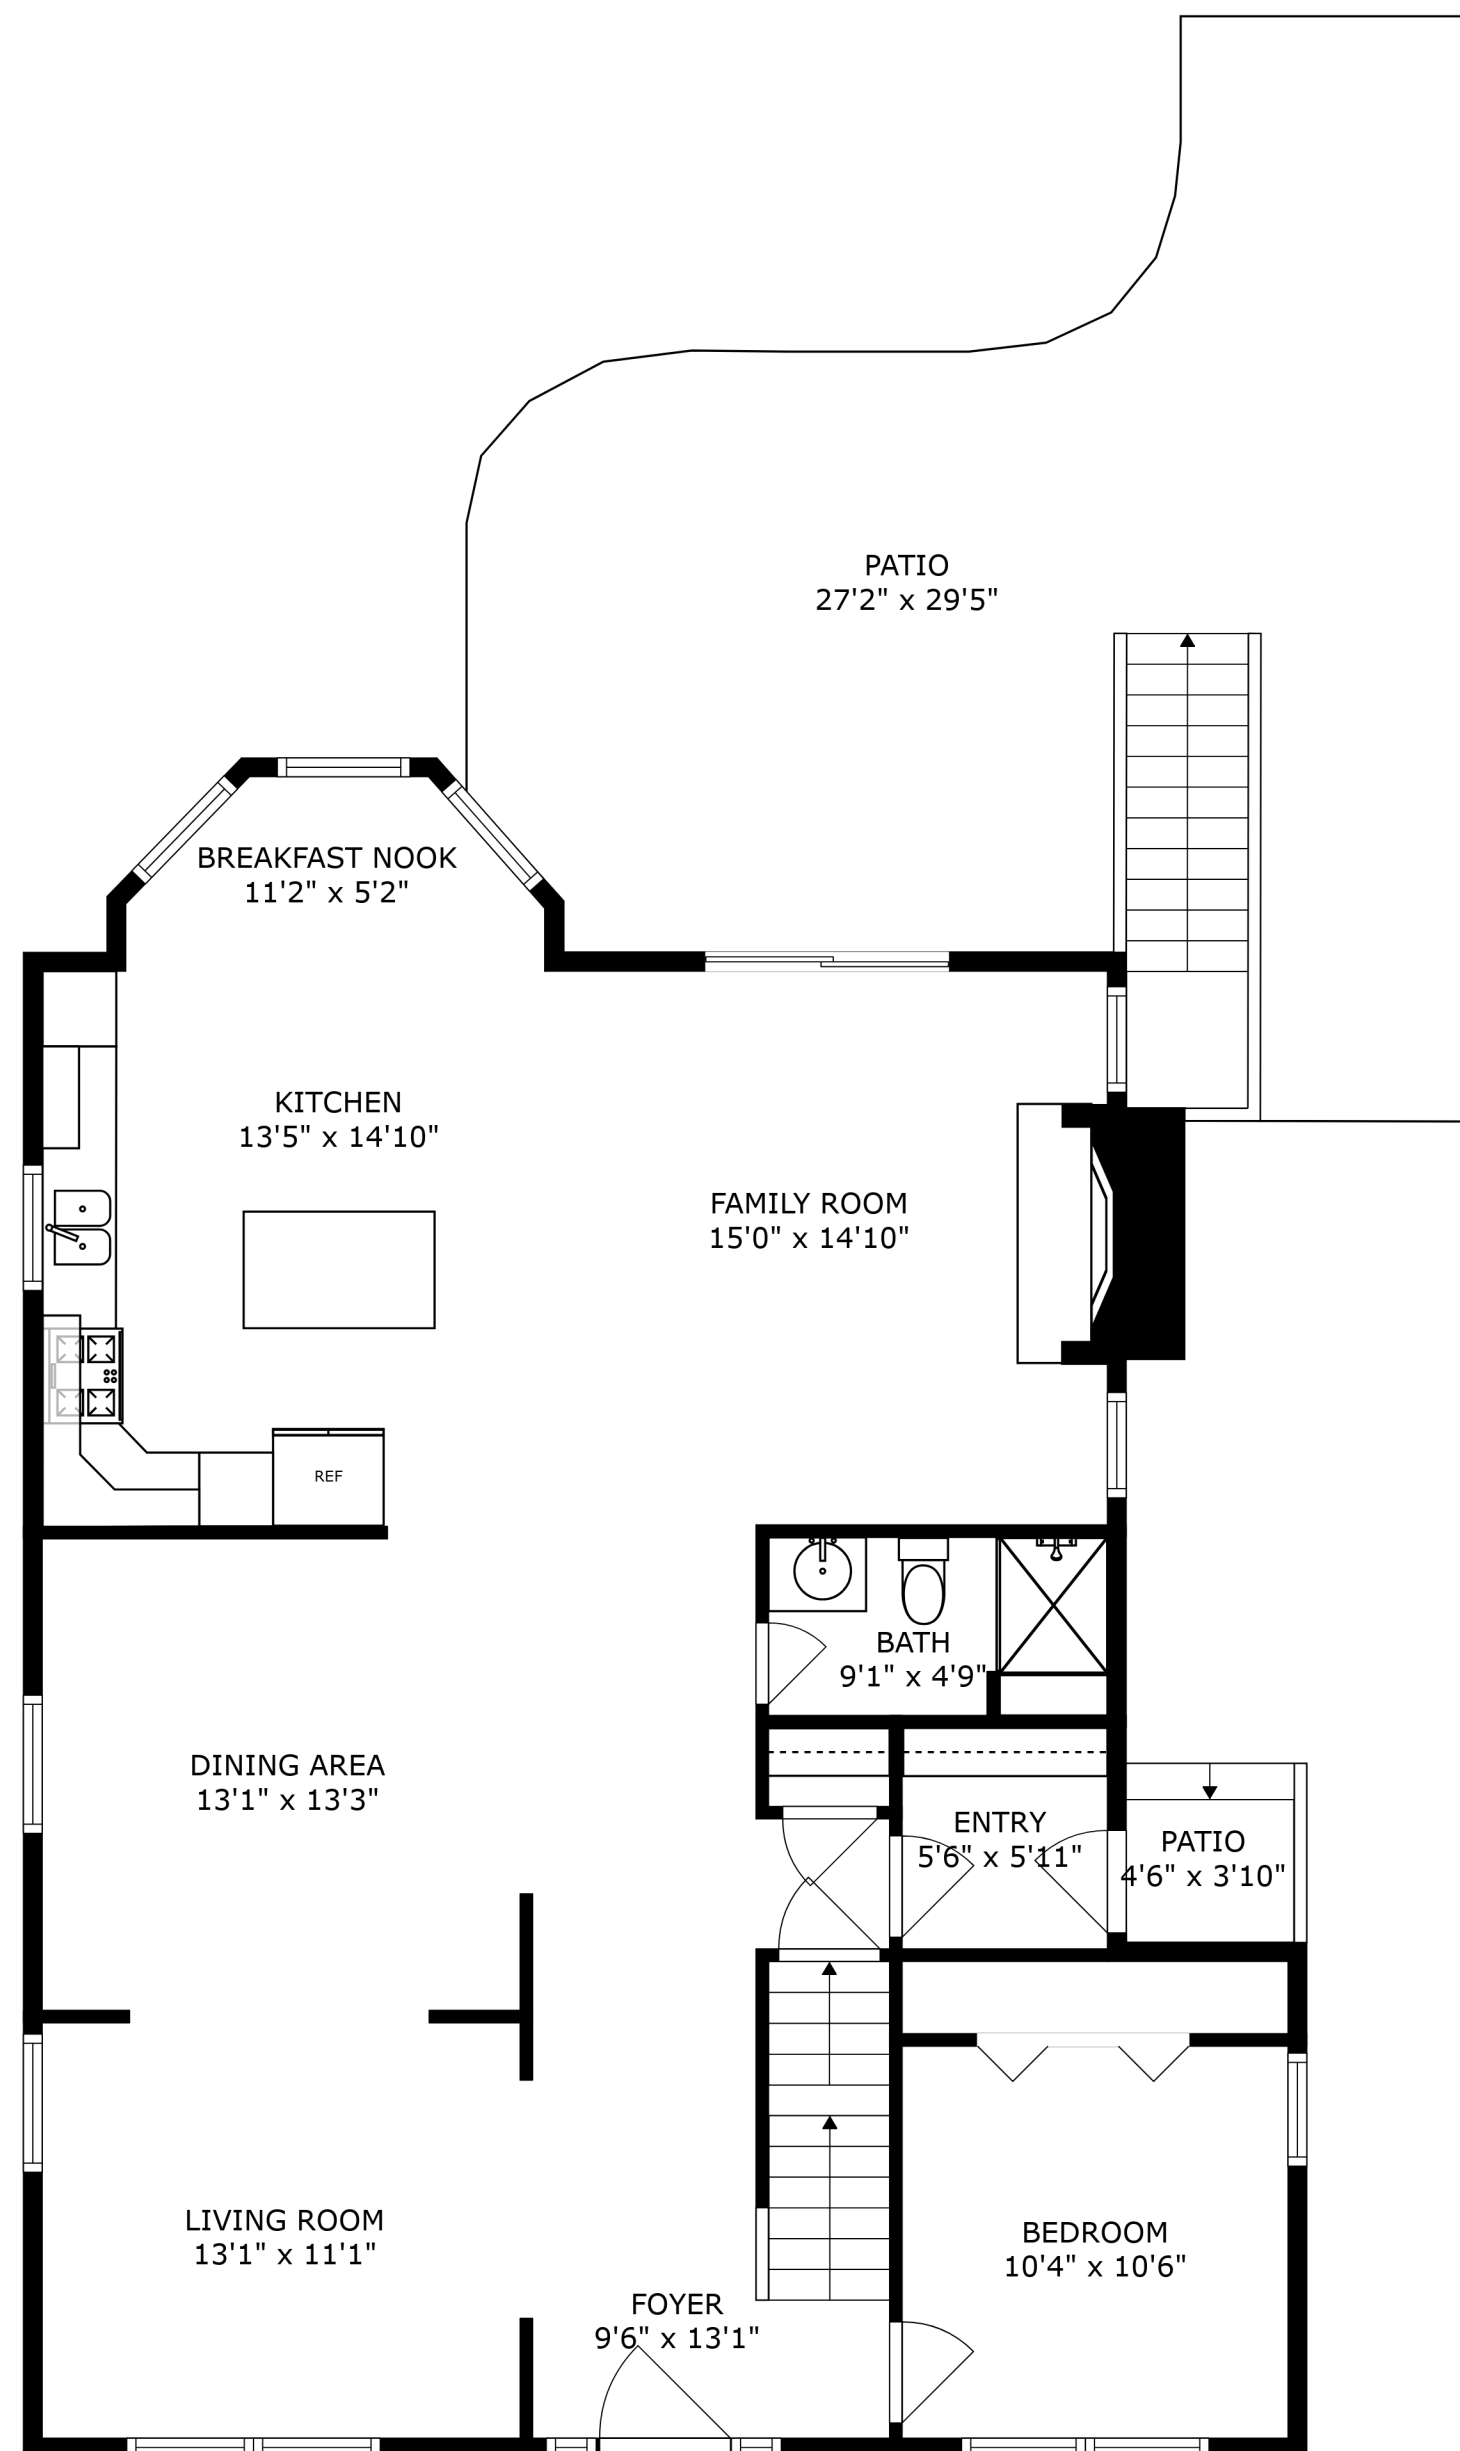 PATIO
27'2" x 29'5"
BREAKFAST NOOK
11'2" x 5'2"
KITCHEN
13'5" x 14'10"
FAMILY ROOM
15'0" x 14'10"
REF
BATH
9'1" x 4'9"
DINING AREA
13'1" x 13'3"
ENTRY
5'6" x 5'11"
PATIO
4'6" x 3'10"
LIVING ROOM
13'1" x 11'1"
BEDROOM
10'4" x 10'6"
FOYER
9'6" x 13'1"